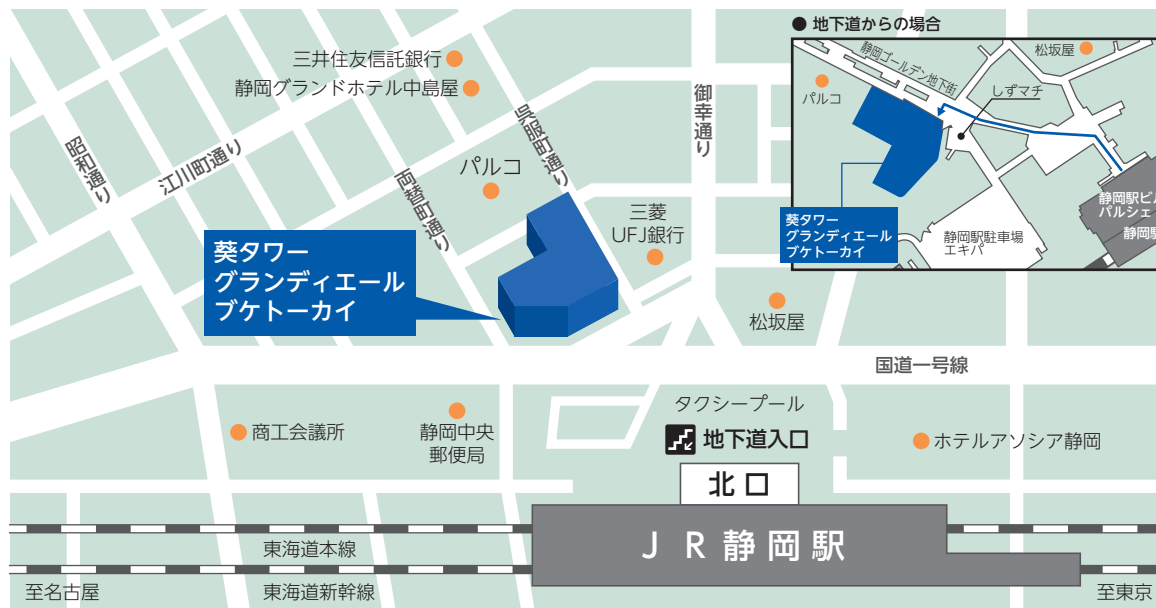 三井住友信託銀行
静岡グランドホテル中島屋
昭和通り
江川町通り
呉服町通り
両替町通り
御幸通り
パルコ
三菱
UFJ銀行
葵タワー
グランディエール
ブケトーカイ
松坂屋
国道一号線
タクシープール
地下道入口
商工会議所
静岡中央
郵便局
ホテルアソシア静岡
北口
JR静岡駅
東海道本線
東海道新幹線
至名古屋
至東京
● 地下道からの場合
静岡ゴールデン地下街
松坂屋
パルコ
しずマチ
葵タワー
グランディエール
ブケトーカイ
静岡駅駐車場
エキパ
静岡駅ビル
パルシェ
静岡駅